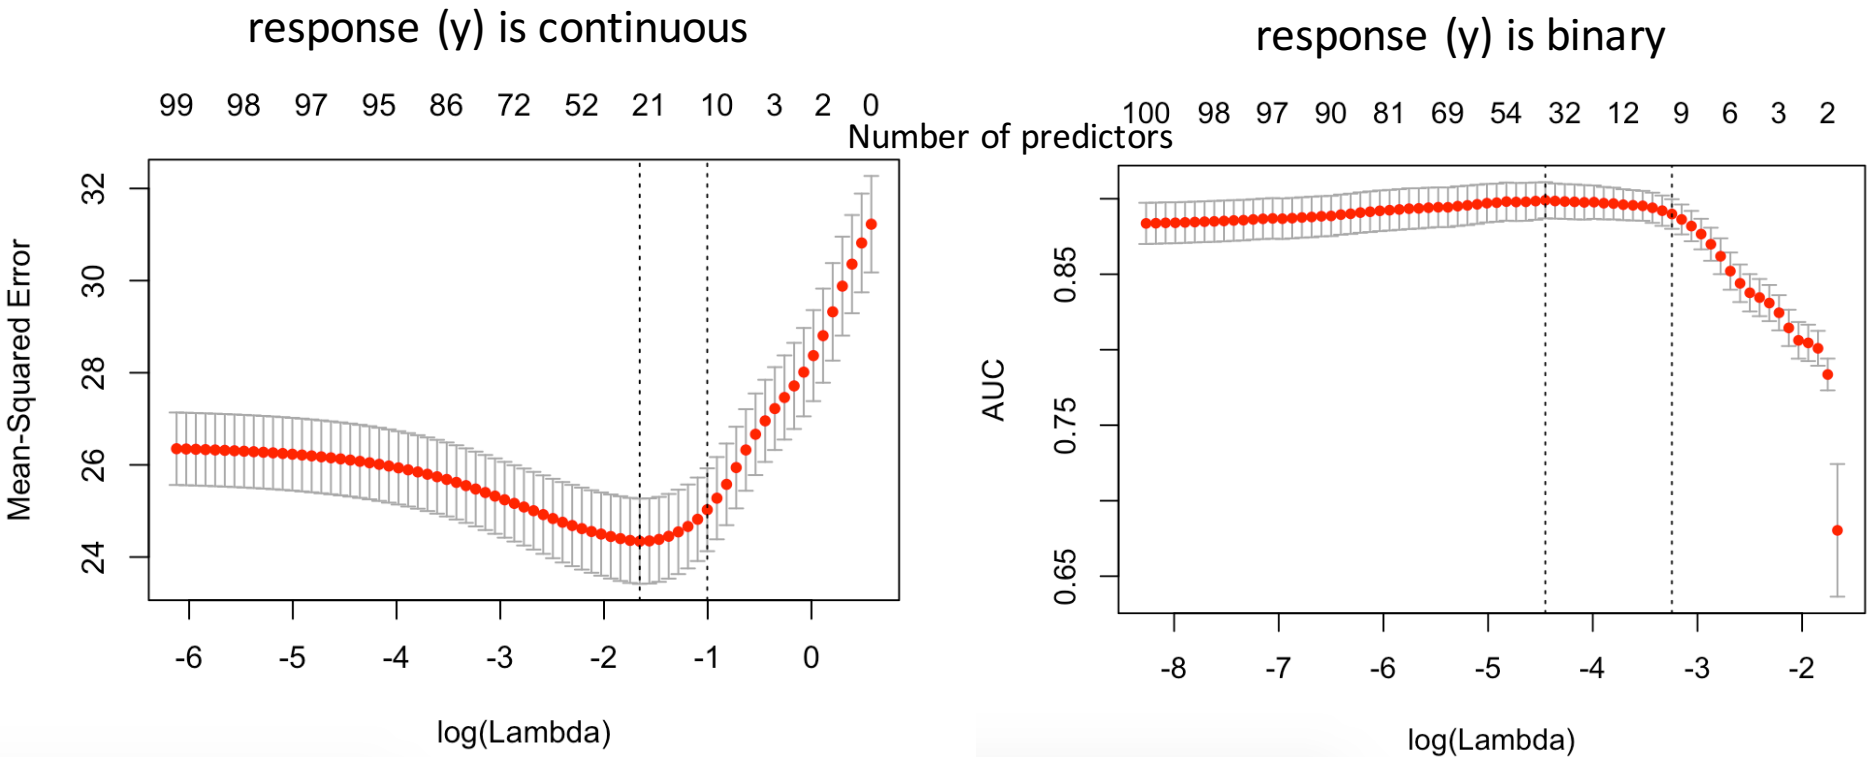 response (y) is continuous
99 98 97 95 86 72 52 21 10 3 2 0
Mean-Squared Error
32
30
28
26
24
-6 -5 -4 -3 -2 -1 0
log(Lambda)
Number of predictors
response (y) is binary
100 98 97 90 81 69 54 32 12 9 6 3 2
AUC
0.85
0.75
0.65
-8 -7 -6 -5 -4 -3 -2
log(Lambda)